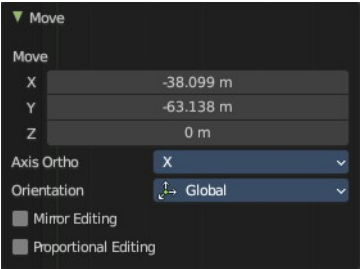 Move
Move
X -38.099 m
Y -63.138 m
Z 0 m
Axis Ortho X
Orientation Global
Mirror Editing
Proportional Editing